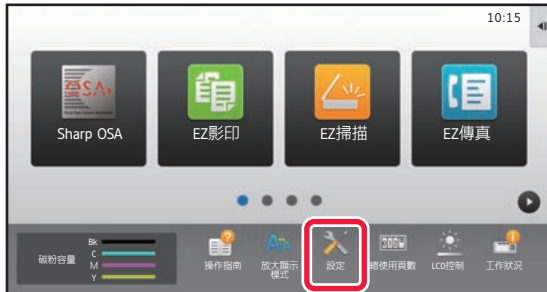 10:15
OSA
Sharp OSA
EZ影印
EZ掃描
EZ傳真
碳粉容量
Bk
C
M
Y
操作指南
放大顯示
模式
設定
總使用頁數
LCD控制
工作狀況